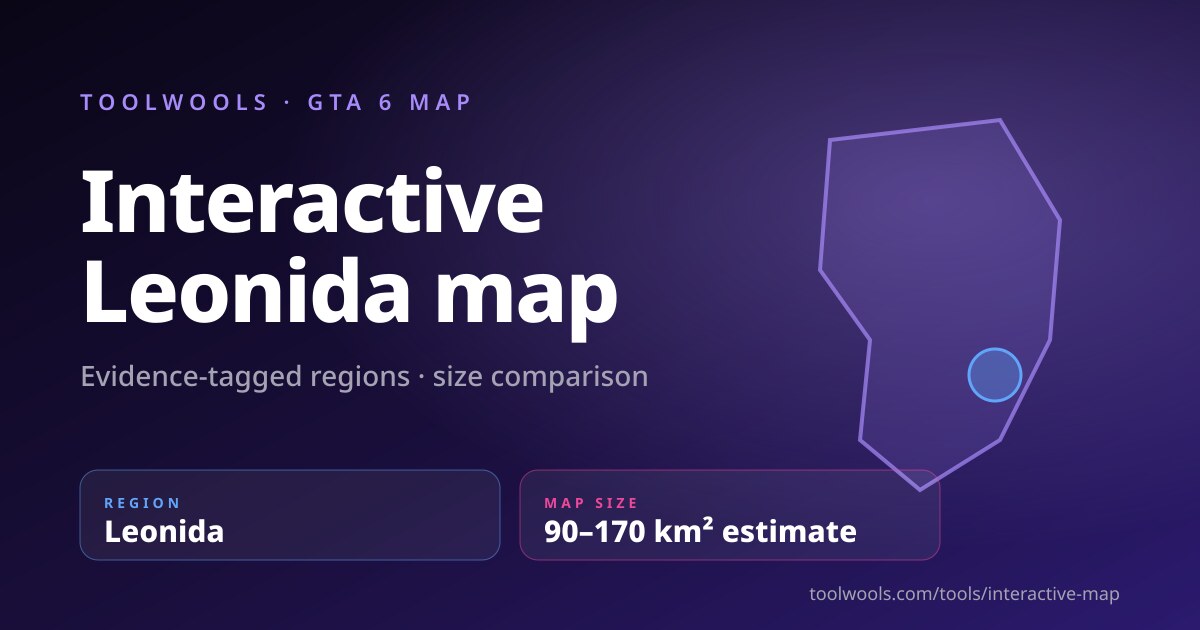 TOOLWOOLS · GTA 6 MAP
Interactive
Leonida map
Evidence-tagged regions · size comparison
REGION
Leonida
MAP SIZE
90–170 km² estimate
toolwools.com/tools/interactive-map